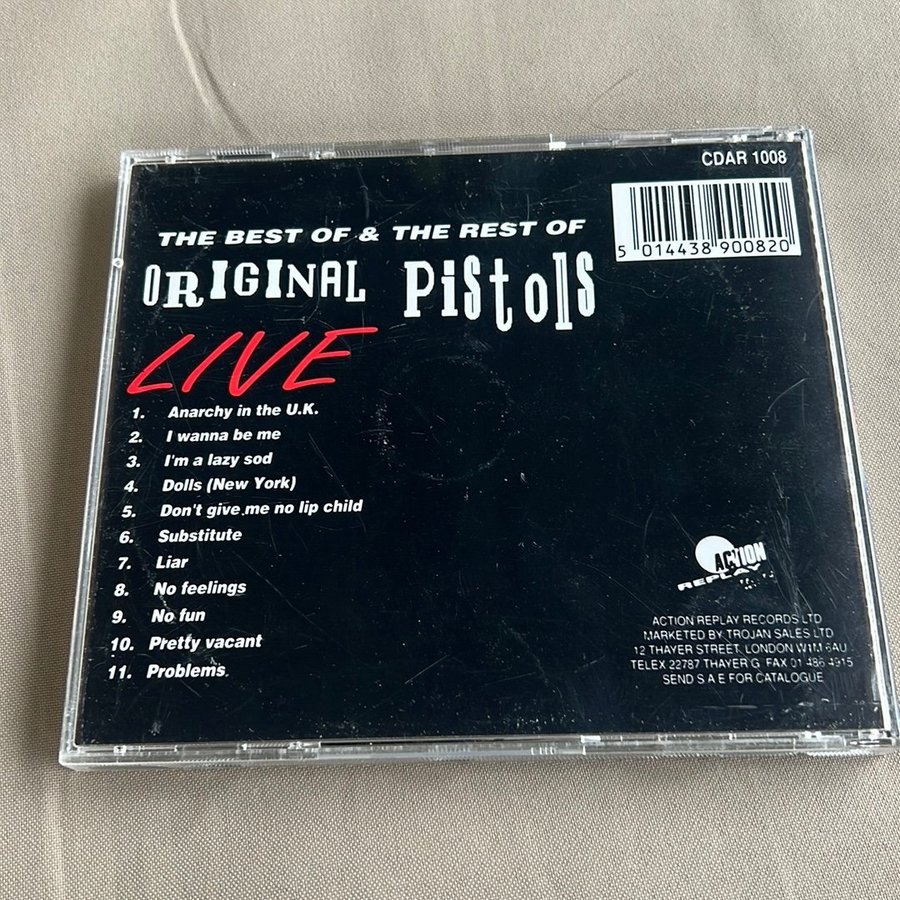 CDAR 1008
5 014438 900820
THE BEST OF & THE REST OF
ORIGINAL PiStols
LIVE
1. Anarchy in the U.K.
2. I wanna be me
3. I'm a lazy sod
4. Dolls (New York)
5. Don't give me no lip child
6. Substitute
7. Liar
8. No feelings
9. No fun
10. Pretty vacant
11. Problems
ACTION
REPLAY
ACTION REPLAY RECORDS LTD
MARKETED BY TROJAN SALES LTD
12 THAYER STREET, LONDON W1M 6AU
TELEX 22787 THAYER G FAX 01 486 4915
SEND S A E FOR CATALOGUE